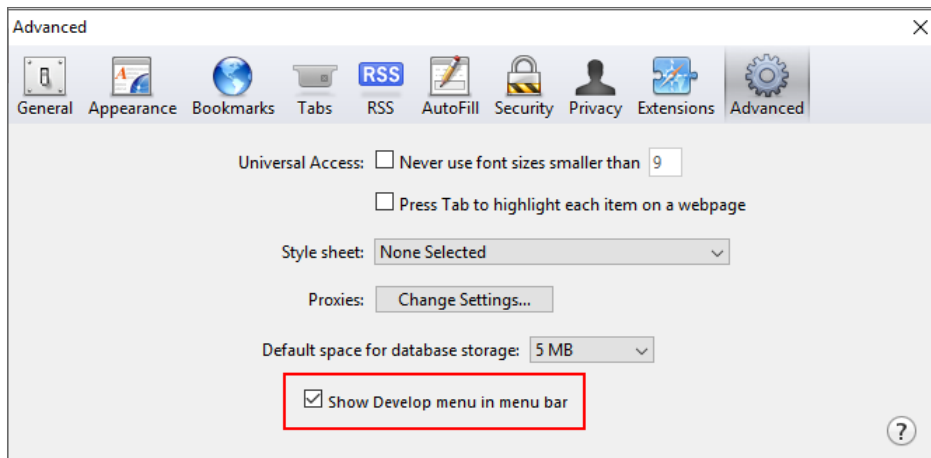 Advanced
RSS
General Appearance Bookmarks Tabs RSS AutoFill Security Privacy Extensions Advanced
Universal Access: Never use font sizes smaller than 9
Press Tab to highlight each item on a webpage
Style sheet: None Selected
Proxies: Change Settings...
Default space for database storage: 5 MB
Show Develop menu in menu bar
?